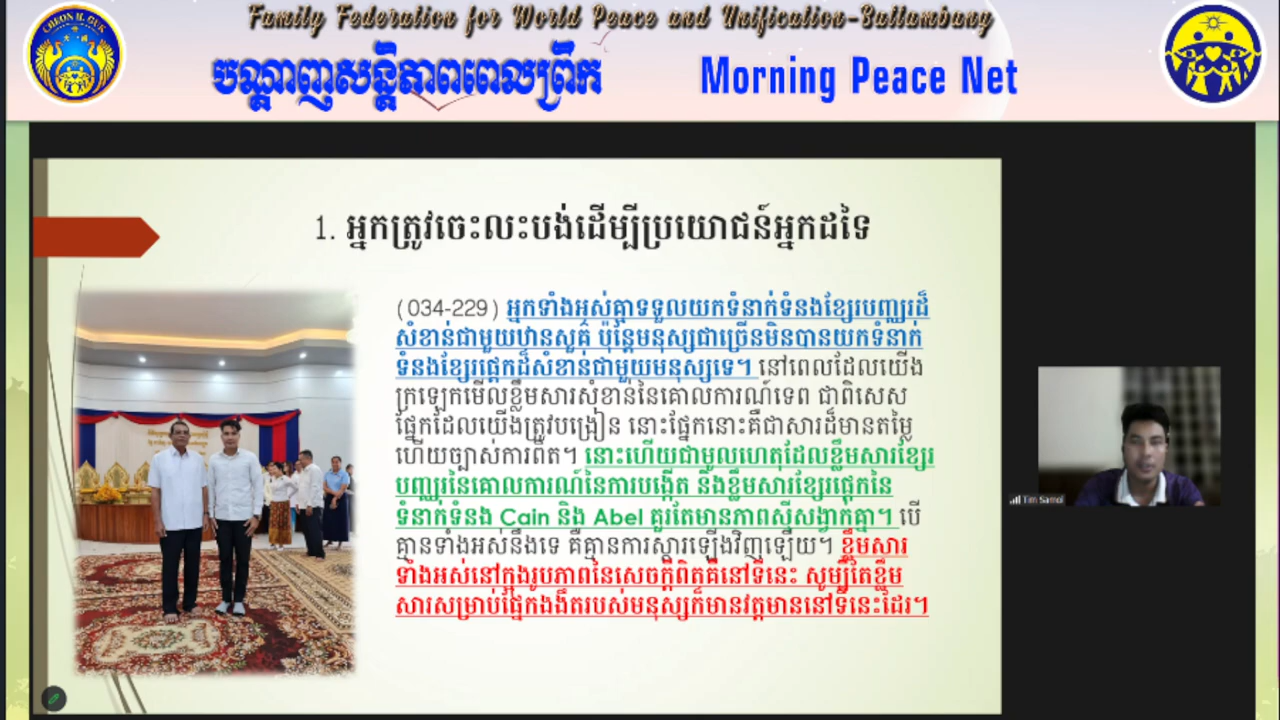 Family Federation for World Peace and Unification-Battambang
CHEON IL GUK
បណ្ដាញសន្តិភាពពេលព្រឹក
Morning Peace Net
1. អ្នកត្រូវចេះលះបង់ដើម្បីប្រយោជន៍អ្នកដទៃ
(034-229) អ្នកទាំងអស់គ្នាទទួលយកទំនាក់ទំនងខ្សែរបញ្ឈរដ៏
សំខាន់ជាមួយឋានសួគ៌ ប៉ុន្តែមនុស្សជាច្រើនមិនបានយកទំនាក់
ទំនងខ្សែរផ្ដេកដ៏សំខាន់ជាមួយមនុស្សទេ។ នៅពេលដែលយើង
ក្រឡេកមើលខ្លឹមសារសំខាន់នៃគោលការណ៍ទេព ជាពិសេស
ផ្នែកដែលយើងត្រូវបង្រៀន នោះផ្នែកនោះគឺជាសារដ៏មានតម្លៃ
ហើយច្បាស់ការពិត។ នោះហើយជាមូលហេតុដែលខ្លឹមសារខ្សែរ
បញ្ឈរនៃគោលការណ៍នៃការបង្កើត និងខ្លឹមសារខ្សែរផ្ដេកនៃ
ទំនាក់ទំនង Cain និង Abel គួរតែមានភាពស៊ីសង្វាក់គ្នា។ បើ
គ្មានទាំងអស់នឹងទេ គឺគ្មានការស្តារឡើងវិញឡើយ។ ខ្លឹមសារ
ទាំងអស់នៅក្នុងរូបភាពនៃសេចក្ដីពិតគឺនៅទីនេះ សូម្បីតែខ្លឹម
សារសម្រាប់ផ្នែកងងឹតរបស់មនុស្សក៏មានវត្តមាននៅទីនេះដែរ។
Tim Samol